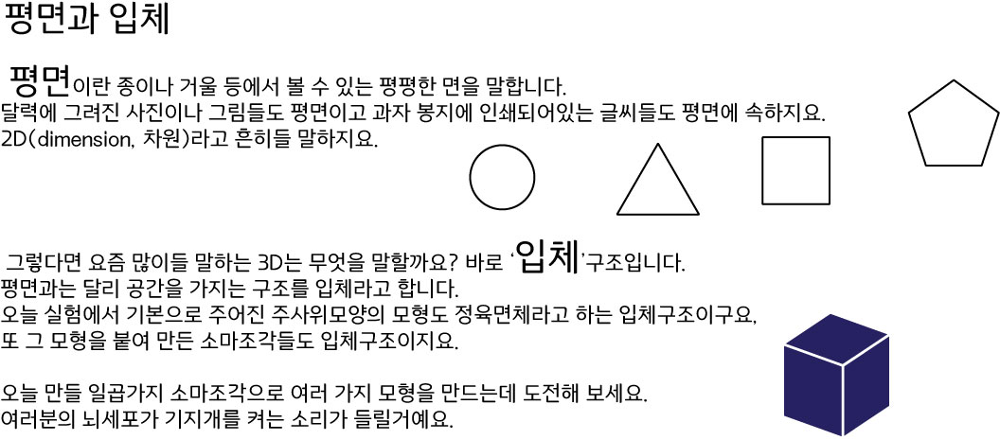 평면과 입체
평면이란 종이나 거울 등에서 볼 수 있는 평평한 면을 말합니다.
달력에 그려진 사진이나 그림들도 평면이고 과자 봉지에 인쇄되어있는 글씨들도 평면에 속하지요.
2D(dimension, 차원)라고 흔히들 말하지요.
그렇다면 요즘 많이들 말하는 3D는 무엇을 말할까요? 바로 ‘입체’구조입니다.
평면과는 달리 공간을 가지는 구조를 입체라고 합니다.
오늘 실험에서 기본으로 주어진 주사위모양의 모형도 정육면체라고 하는 입체구조이구요,
또 그 모형을 붙여 만든 소마조각들도 입체구조이지요.
오늘 만들 일곱가지 소마조각으로 여러 가지 모형을 만드는데 도전해 보세요.
여러분의 뇌세포가 기지개를 켜는 소리가 들릴거예요.